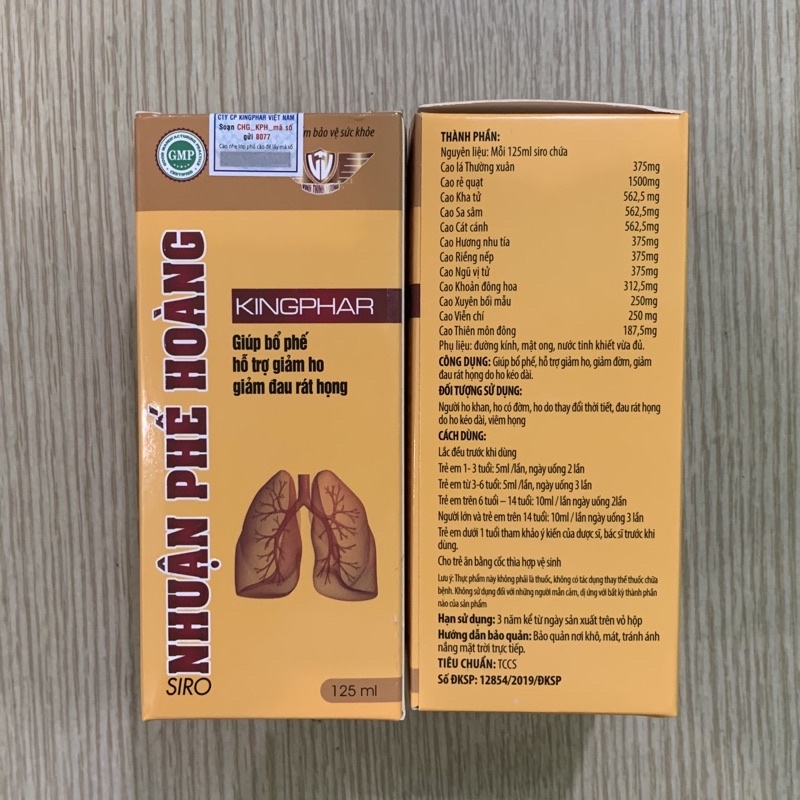 CTY CP KINGPHAR VIỆT NAM
Soạn CHG_KPH_mã số
gửi 8077
Cào nhẹ lớp phủ cào để lấy mã số
bảo vệ sức khỏe
GOOD MANUFACTURING PRACTICE
GMP
CERTIFIED
NHUẬN PHẾ HOÀNG
SIRO
KINGPHAR
Giúp bổ phế
hỗ trợ giảm ho
giảm đau rát họng
125 ml
THÀNH PHẦN:
Nguyên liệu: Mỗi 125ml siro chứa
Cao lá Thường xuân 375mg
Cao rẻ quạt 1500mg
Cao Kha tử 562,5 mg
Cao Sa sâm 562,5mg
Cao Cát cánh 562,5mg
Cao Hương nhu tía 375mg
Cao Riềng nếp 375mg
Cao Ngũ vị tử 375mg
Cao Khoản đông hoa 312,5mg
Cao Xuyên bối mẫu 250mg
Cao Viễn chí 250 mg
Cao Thiên môn đông 187,5mg
Phụ liệu: đường kính, mật ong, nước tinh khiết vừa đủ.
CÔNG DỤNG: Giúp bổ phế, hỗ trợ giảm ho, giảm đờm, giảm
đau rát họng do ho kéo dài.
ĐỐI TƯỢNG SỬ DỤNG:
Người ho khan, ho có đờm, ho do thay đổi thời tiết, đau rát họng
do ho kéo dài, viêm họng
CÁCH DÙNG:
Lắc đều trước khi dùng
Trẻ em 1- 3 tuổi: 5ml /lần, ngày uống 2 lần
Trẻ em từ 3-6 tuổi: 5ml /lần, ngày uống 3 lần
Trẻ em trên 6 tuổi – 14 tuổi: 10ml / lần ngày uống 2lần
Người lớn và trẻ em trên 14 tuổi: 10ml / lần ngày uống 3 lần
Trẻ em dưới 1 tuổi tham khảo ý kiến của dược sĩ, bác sĩ trước khi
dùng.
Cho trẻ ăn bằng cốc thìa hợp vệ sinh
Lưu ý: Thực phẩm này không phải là thuốc, không có tác dụng thay thế thuốc chữa
bệnh. Không sử dụng đối với những người mẫn cảm, dị ứng với bất kỳ thành phần
nào của sản phẩm
Hạn sử dụng: 3 năm kể từ ngày sản xuất trên vỏ hộp
Hướng dẫn bảo quản: Bảo quản nơi khô, mát, tránh ánh
nắng mặt trời trực tiếp.
TIÊU CHUẨN: TCCS
Số ĐKSP: 12854/2019/ĐKSP